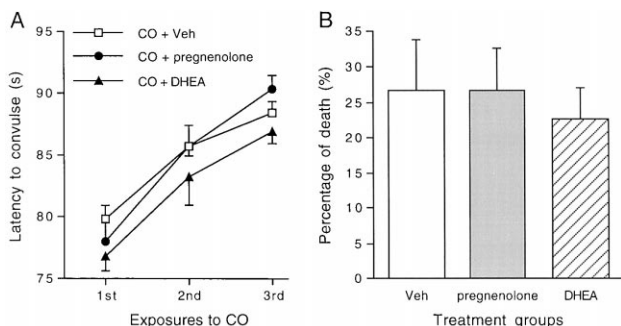 A
CO + Veh
CO + pregnenolone
CO + DHEA
Latency to convulse (s)
95
90
85
80
75
1st
2nd
3rd
Exposures to CO
B
Percentage of death (%)
35
30
25
20
15
10
5
0
Veh
pregnenolone
DHEA
Treatment groups